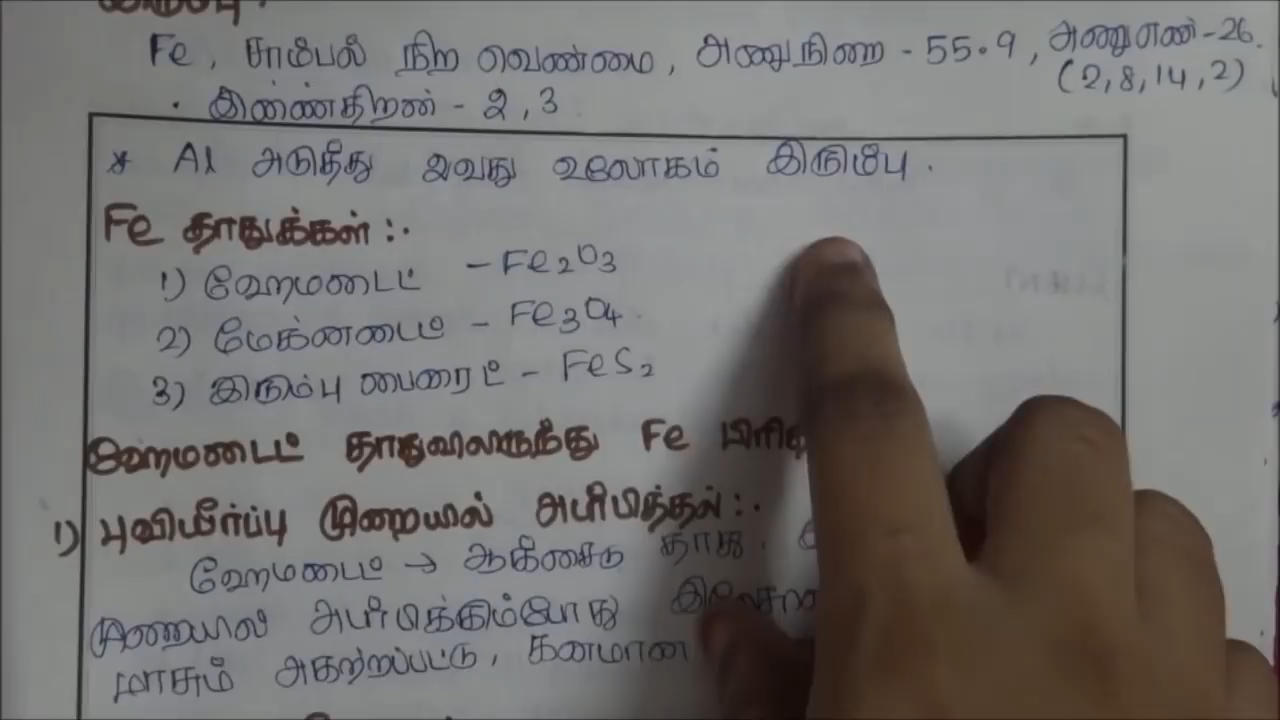 Fe, சாம்பல் நிற வெண்மை, அணுநிறை - 55.9, அணுஎண் - 26.
(2,8,14,2)
· இணைதிறன் - 2,3
* Al அடுத்து 2வது உலோகம் இரும்பு.
Fe தாதுக்கள் :.
1) ஹேமடைட் - Fe2O3
2) மேக்னடைட் - Fe3O4
3) இரும்பு பைரைட் - FeS2
ஹேமடைட் தாதுவிலிருந்து Fe
1) புவியீர்ப்பு முறையில் அடர்பித்தல் :.
ஹேமடைட் → ஆக்சைடு தாது.
முறையில் அடர்பிக்கும்போது
மாசும் அகற்றப்பட்டு, கனமான